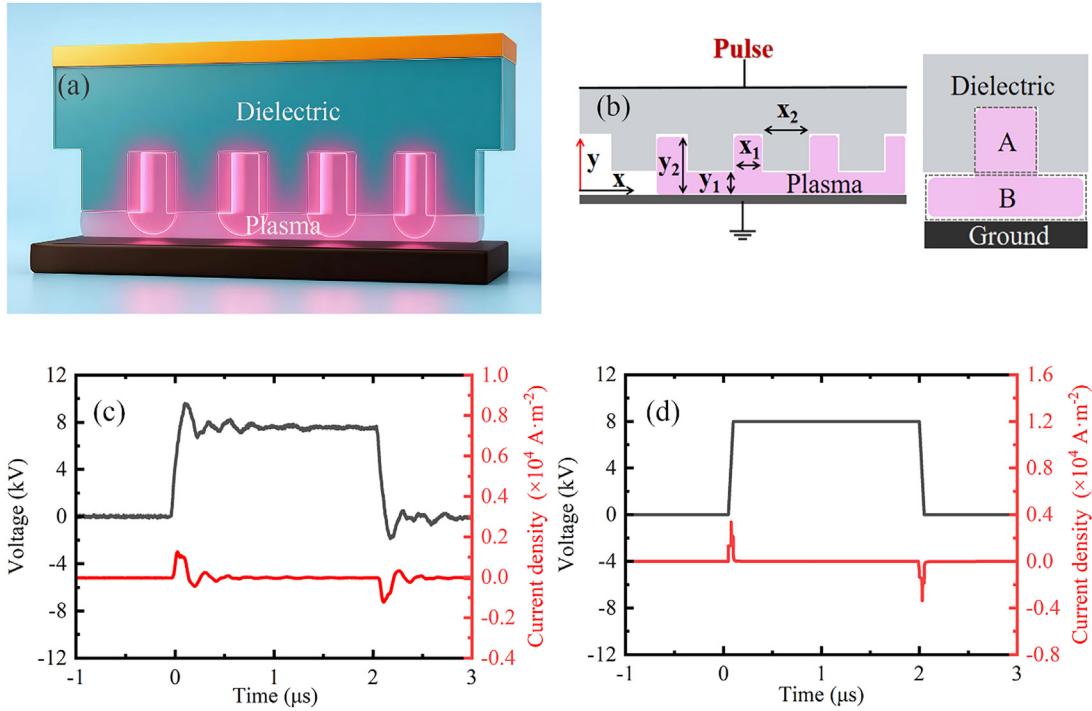 (a)
Dielectric
Plasma
Pulse
(b)
x₂
y
y₂
x₁
x
y₁
Plasma
Dielectric
A
B
Ground
(c)
12
8
4
0
-4
-8
-12
Voltage (kV)
-1
0
1
2
3
Time (μs)
1.0
0.8
0.6
0.4
0.2
0.0
-0.2
-0.4
Current density (×10⁴ A·m⁻²)
(d)
12
8
4
0
-4
-8
-12
Voltage (kV)
-1
0
1
2
3
Time (μs)
1.6
1.2
0.8
0.4
0.0
-0.4
-0.8
Current density (×10⁴ A·m⁻²)